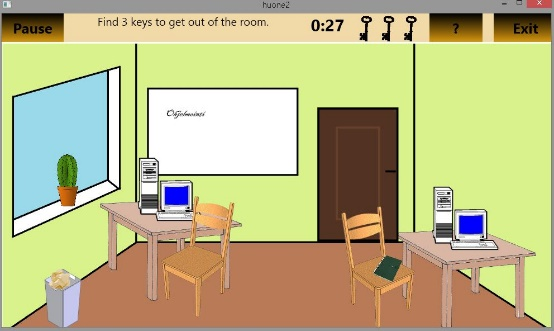 huone2
Pause
Find 3 keys to get out of the room.
0:27
?
Exit
Ohjelmointi